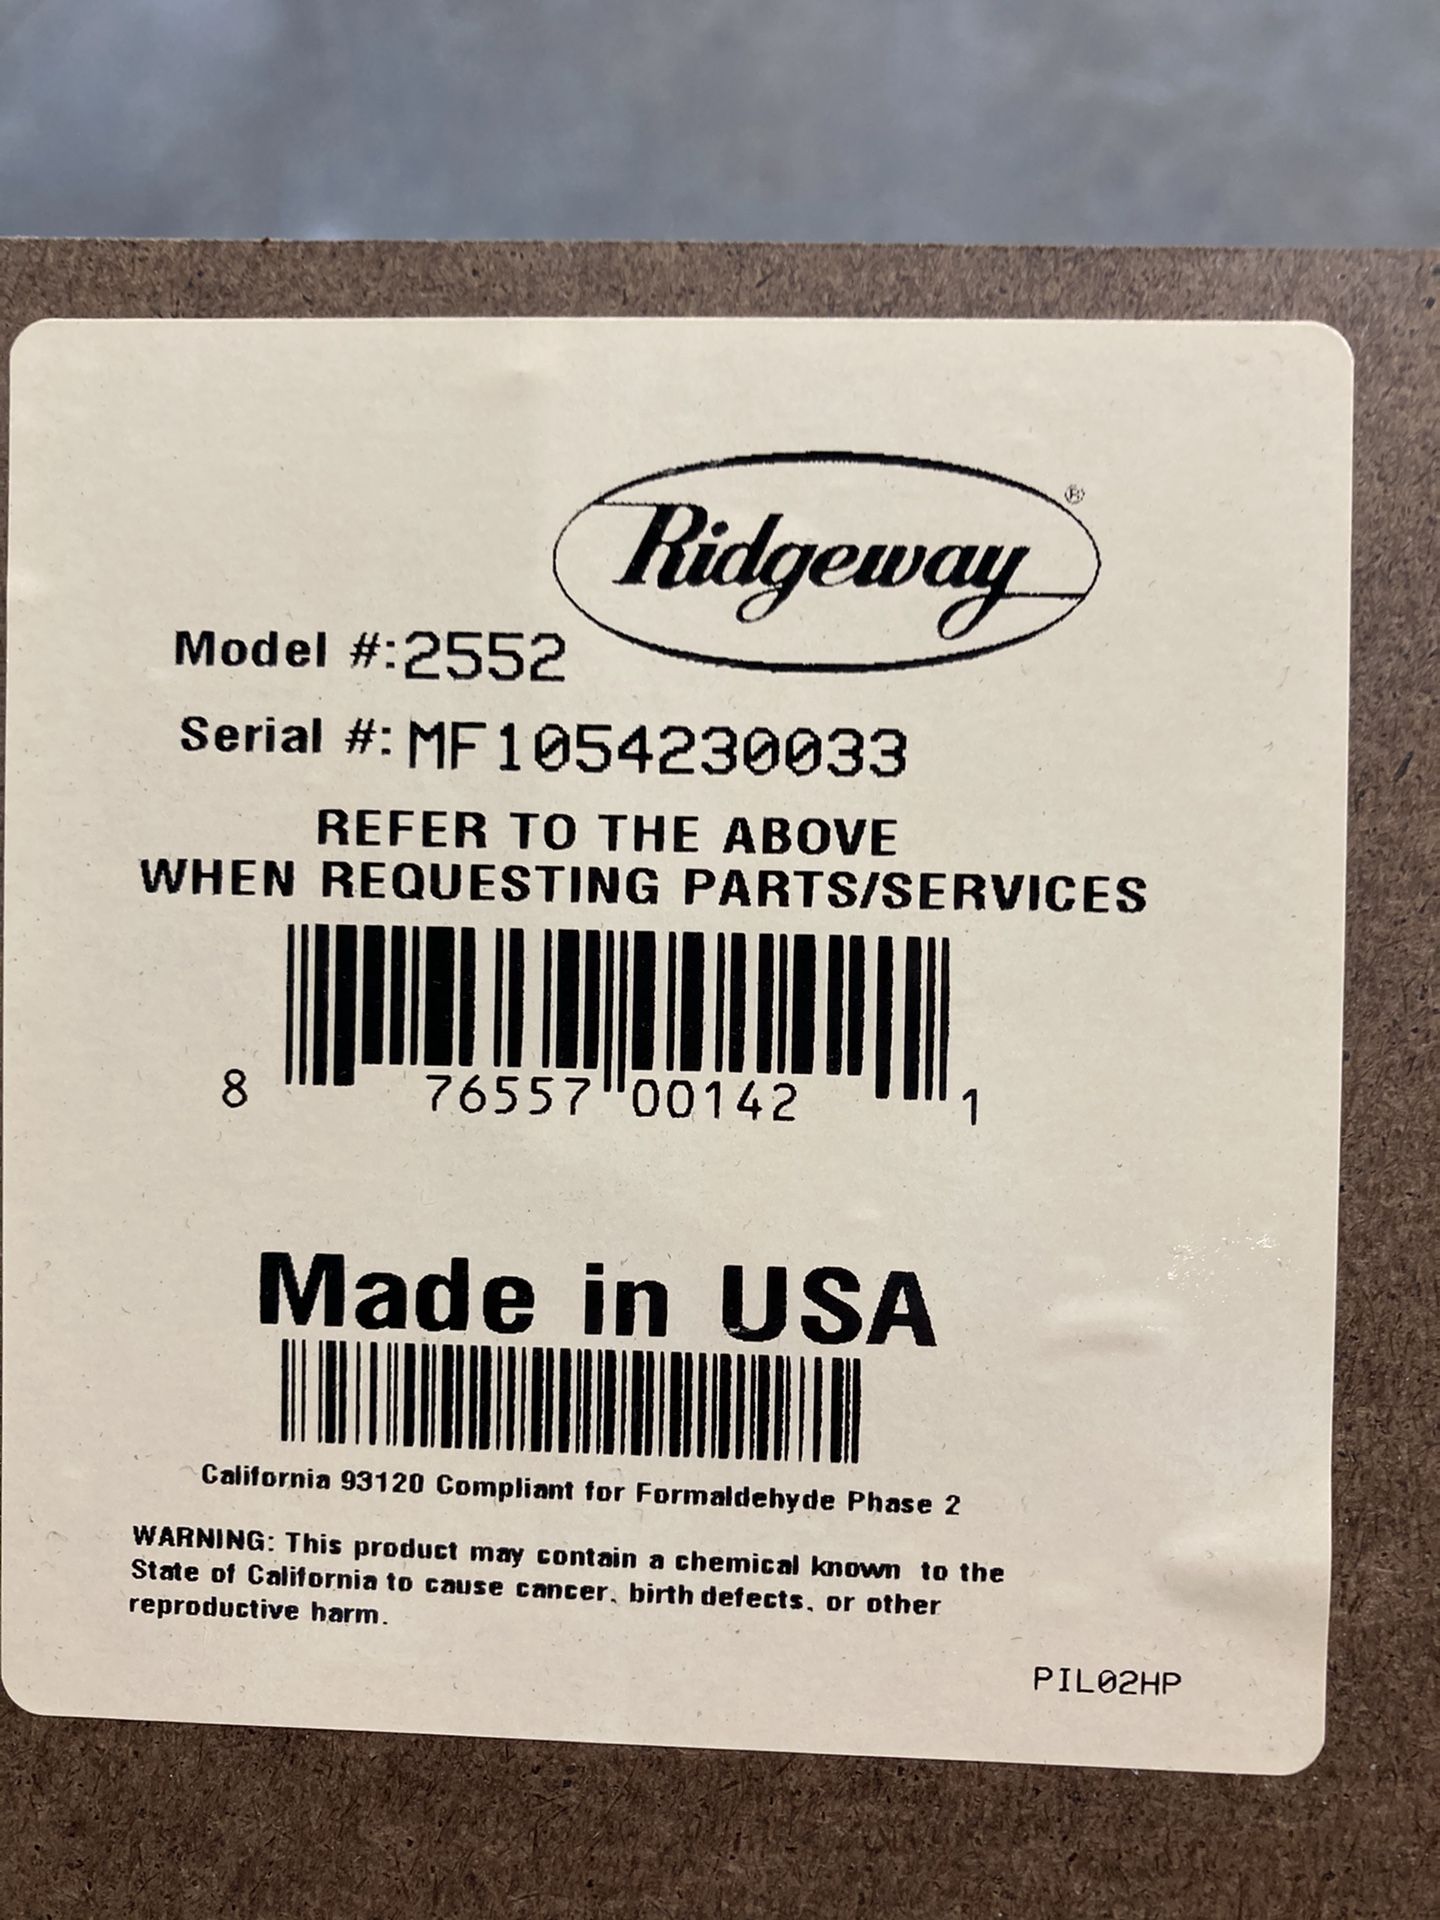 Ridgeway®
Model #:2552
Serial #: MF1054230033
REFER TO THE ABOVE
WHEN REQUESTING PARTS/SERVICES
8 76557 00142 1
Made in USA
California 93120 Compliant for Formaldehyde Phase 2
WARNING: This product may contain a chemical known to the
State of California to cause cancer, birth defects, or other
reproductive harm.
PIL02HP